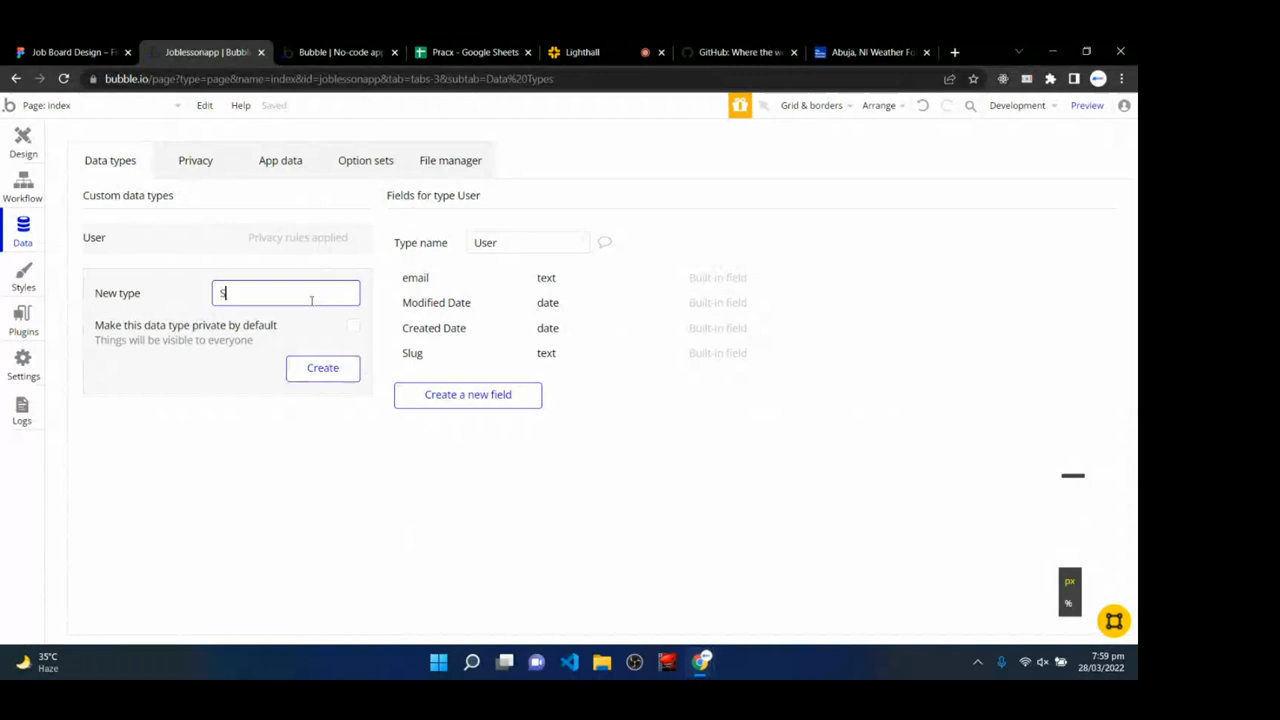 Job Board Design – Fi
Joblessonapp | Bubbl
Bubble | No-code app
Pracx - Google Sheets
Lighthall
GitHub: Where the w
Abuja, NI Weather Fo
bubble.io/page?type=page&name=index&id=joblessonapp&tab=tabs-3&subtab=Data%20Types
Page: index
Edit
Help
Saved
Grid & borders
Arrange
Development
Preview
Design
Workflow
Data
Styles
Plugins
Settings
Logs
Data types
Privacy
App data
Option sets
File manager
Custom data types
Fields for type User
User
Privacy rules applied
Type name
User
New type
S
Make this data type private by default
Things will be visible to everyone
Create
email text Built-in field
Modified Date date Built-in field
Created Date date Built-in field
Slug text Built-in field
Create a new field
px
%
35°C
Haze
7:59 pm
28/03/2022